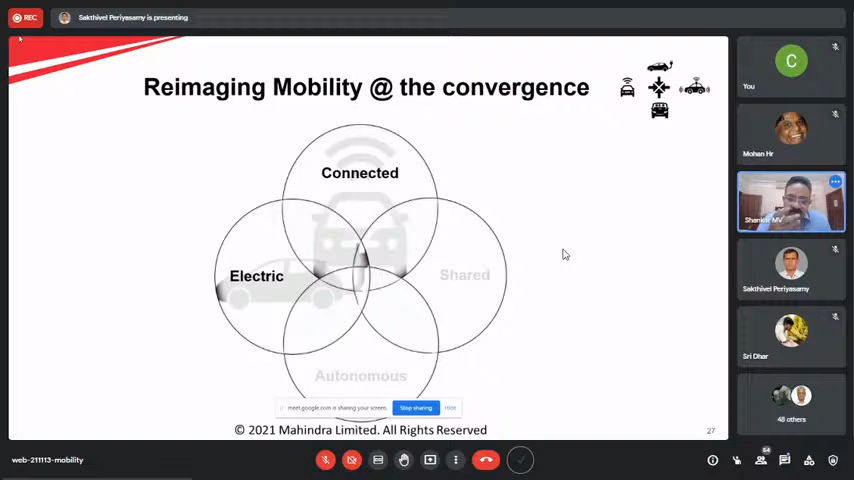 REC
Sakthivel Periyasamy is presenting
Reimaging Mobility @ the convergence
Connected
Electric
Shared
Autonomous
meet.google.com is sharing your screen.
Stop sharing
Hide
© 2021 Mahindra Limited. All Rights Reserved
27
C
You
Mohan Hr
Shankar MV
Sakthivel Periyasamy
Sri Dhar
48 others
web-211113-mobility
64